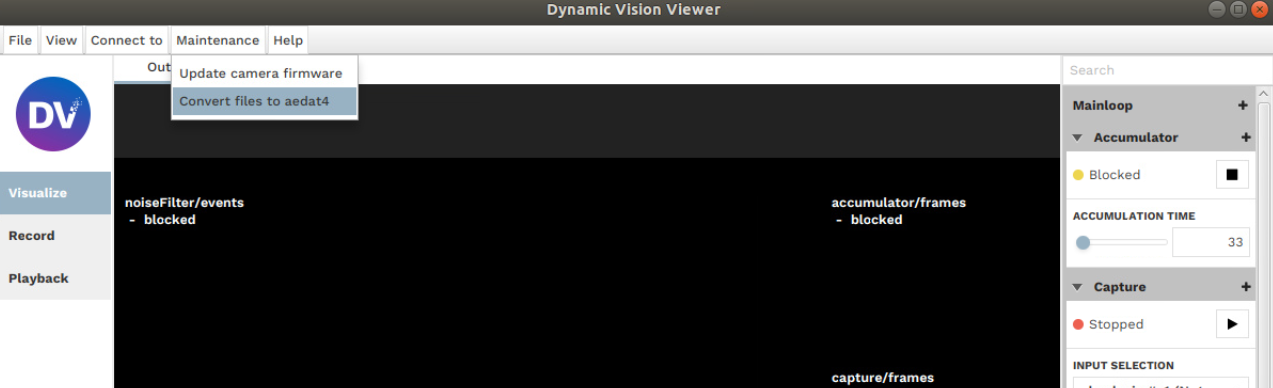 Dynamic Vision Viewer
File View Connect to Maintenance Help
Out
Update camera firmware
Convert files to aedat4
DV
Visualize
Record
Playback
noiseFilter/events
- blocked
accumulator/frames
- blocked
capture/frames
Search
Mainloop +
Accumulator +
Blocked
ACCUMULATION TIME
33
Capture +
Stopped
INPUT SELECTION